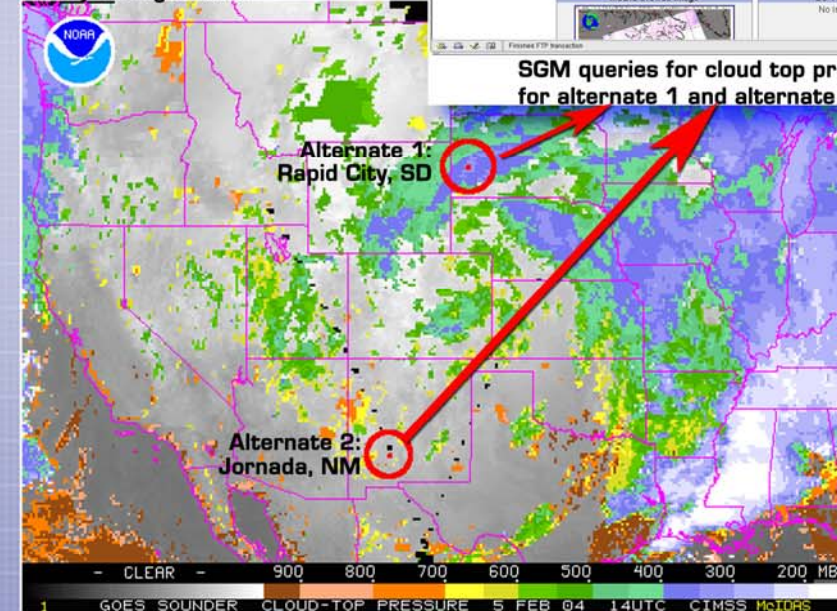 NOAA
Finished FTP transaction
SGM queries for cloud top
for alternate 1 and alternate
Alternate 1:
Rapid City, SD
Alternate 2:
Jornada, NM
- CLEAR - 900 800 700 600 500 400 300 200 MB
1 GOES SOUNDER CLOUD-TOP PRESSURE 5 FEB 04 14UTC CIMSS McIDAS